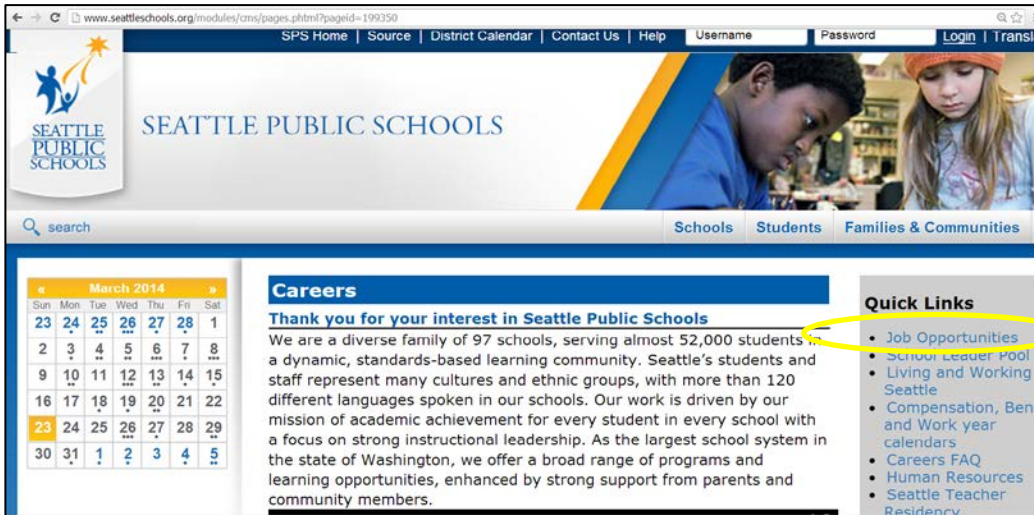 www.seattleschools.org/modules/cms/pages.phtml?pageid=199350
SPS Home | Source | District Calendar | Contact Us | Help Username Password Login | Transl
SEATTLE
PUBLIC
SCHOOLS
SEATTLE PUBLIC SCHOOLS
search
Schools Students Families & Communities
« March 2014 »
Sun Mon Tue Wed Thu Fri Sat
23 24 25 26 27 28 1
2 3 4 5 6 7 8
9 10 11 12 13 14 15
16 17 18 19 20 21 22
23 24 25 26 27 28 29
30 31 1 2 3 4 5
Careers
Thank you for your interest in Seattle Public Schools
We are a diverse family of 97 schools, serving almost 52,000 students in
a dynamic, standards-based learning community. Seattle's students and
staff represent many cultures and ethnic groups, with more than 120
different languages spoken in our schools. Our work is driven by our
mission of academic achievement for every student in every school with
a focus on strong instructional leadership. As the largest school system in
the state of Washington, we offer a broad range of programs and
learning opportunities, enhanced by strong support from parents and
community members.
Quick Links
• Job Opportunities
• School Leader Pool
• Living and Working
Seattle
• Compensation, Ben
and Work year
calendars
• Careers FAQ
• Human Resources
• Seattle Teacher
Residency